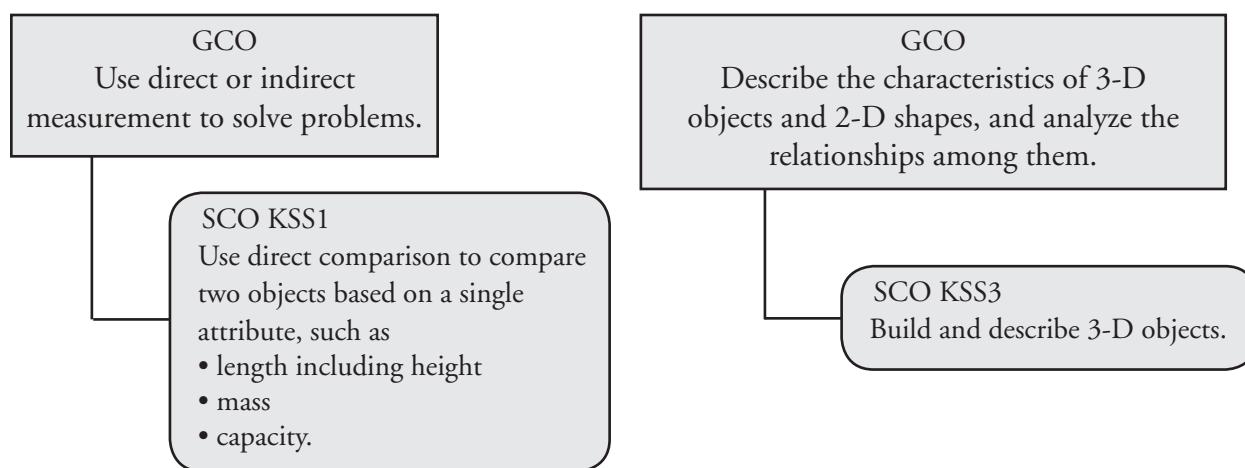 GCO
Use direct or indirect
measurement to solve problems.
SCO KSS1
Use direct comparison to compare
two objects based on a single
attribute, such as
• length including height
• mass
• capacity.
GCO
Describe the characteristics of 3-D
objects and 2-D shapes, and analyze the
relationships among them.
SCO KSS3
Build and describe 3-D objects.